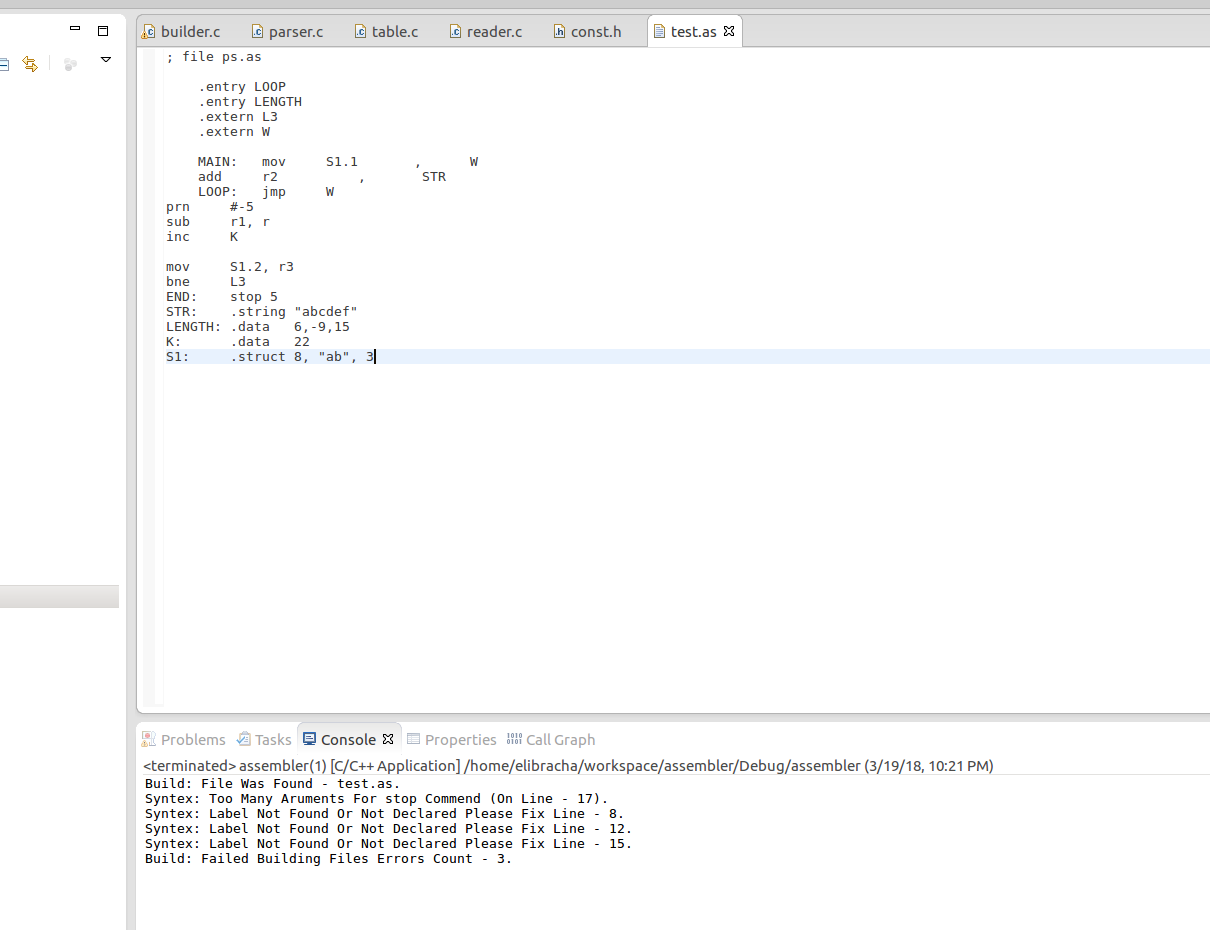 builder.c parser.c table.c reader.c const.h test.as
; file ps.as
.entry LOOP
.entry LENGTH
.extern L3
.extern W
MAIN: mov S1.1 , W
add r2 , STR
LOOP: jmp W
prn #-5
sub r1, r
inc K
mov S1.2, r3
bne L3
END: stop 5
STR: .string "abcdef"
LENGTH: .data 6,-9,15
K: .data 22
S1: .struct 8, "ab", 3
Problems Tasks Console Properties Call Graph
<terminated> assembler(1) [C/C++ Application] /home/elibracha/workspace/assembler/Debug/assembler (3/19/18, 10:21 PM)
Build: File Was Found - test.as.
Syntex: Too Many Aruments For stop Commend (On Line - 17).
Syntex: Label Not Found Or Not Declared Please Fix Line - 8.
Syntex: Label Not Found Or Not Declared Please Fix Line - 12.
Syntex: Label Not Found Or Not Declared Please Fix Line - 15.
Build: Failed Building Files Errors Count - 3.